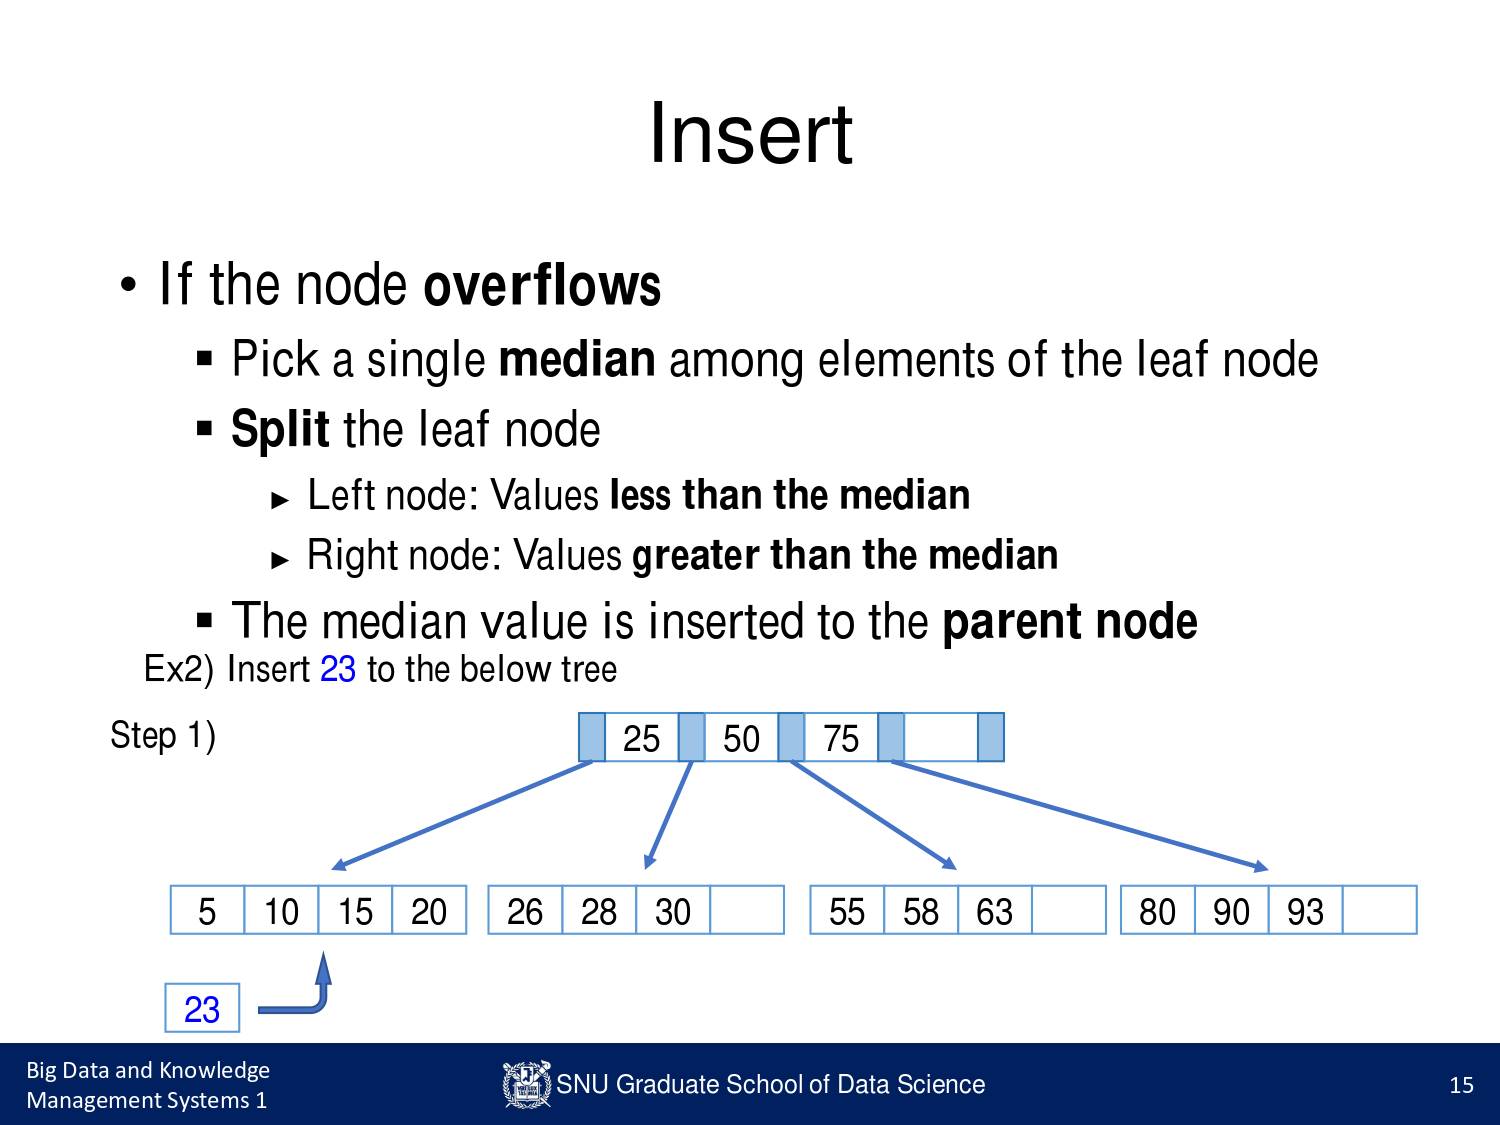 Insert
• If the node overflows
▪ Pick a single median among elements of the leaf node
▪ Split the leaf node
► Left node: Values less than the median
► Right node: Values greater than the median
▪ The median value is inserted to the parent node
Ex2) Insert 23 to the below tree
Step 1)
25 50 75
5 10 15 20 26 28 30 55 58 63 80 90 93
23
Big Data and Knowledge
Management Systems 1
SNU Graduate School of Data Science
15